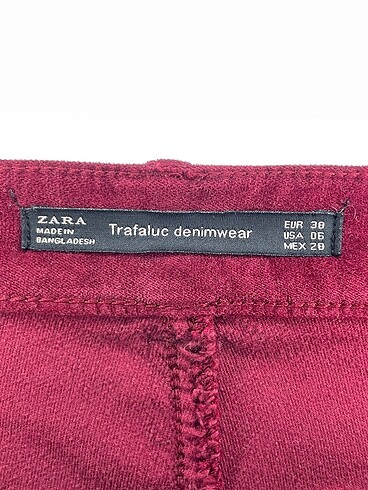 ZARA
MADE IN
BANGLADESH
Trafaluc denimwear
EUR 38
USA 06
MEX 28